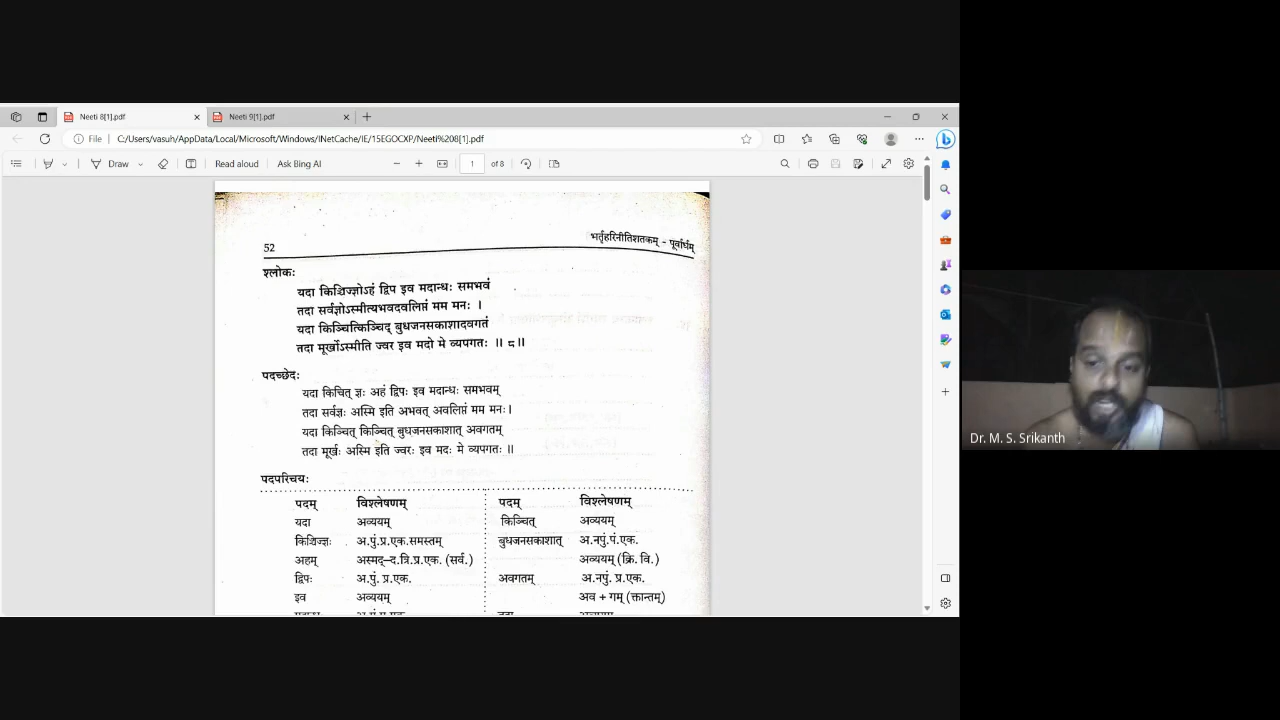 Neeti 8[1].pdf
Neeti 9[1].pdf
File
C:/Users/vasuh/AppData/Local/Microsoft/Windows/INetCache/IE/15EGOCXP/Neeti%208[1].pdf
Draw
Read aloud
Ask Bing AI
1
of 8
52
भर्तृहरिनीतिशतकम् - पूर्वार्धम्
श्लोकः
यदा किञ्चिज्ज्ञोऽहं द्विप इव मदान्धः समभवं
तदा सर्वज्ञोऽस्मीत्यभवदवलिप्तं मम मनः ।
यदा किञ्चित्किञ्चिद् बुधजनसकाशादवगतं
तदा मूर्खोऽस्मीति ज्वर इव मदो मे व्यपगतः ॥ ८॥
पदच्छेदः
यदा किचित् ज्ञः अहं द्विपः इव मदान्धः समभवम्
तदा सर्वज्ञः अस्मि इति अभवत् अवलिप्तं मम मनः।
यदा किञ्चित् किञ्चित् बुधजनसकाशात् अवगतम्
तदा मूर्खः अस्मि इति ज्वरः इव मदः मे व्यपगतः ॥
पदपरिचयः
पदम् विश्लेषणम् पदम् विश्लेषणम्
यदा अव्ययम् किञ्चित् अव्ययम्
किञ्चिज्ज्ञः अ.पुं.प्र.एक.समस्तम् बुधजनसकाशात् अ.नपुं.पं.एक.
अहम् अस्मद्–द.त्रि.प्र.एक. (सर्व.) अव्ययम् (क्रि. वि.)
द्विपः अ.पुं. प्र.एक. अवगतम् अ.नपुं. प्र.एक.
इव अव्ययम् अव + गम् (क्तान्तम्)
Dr. M. S. Srikanth